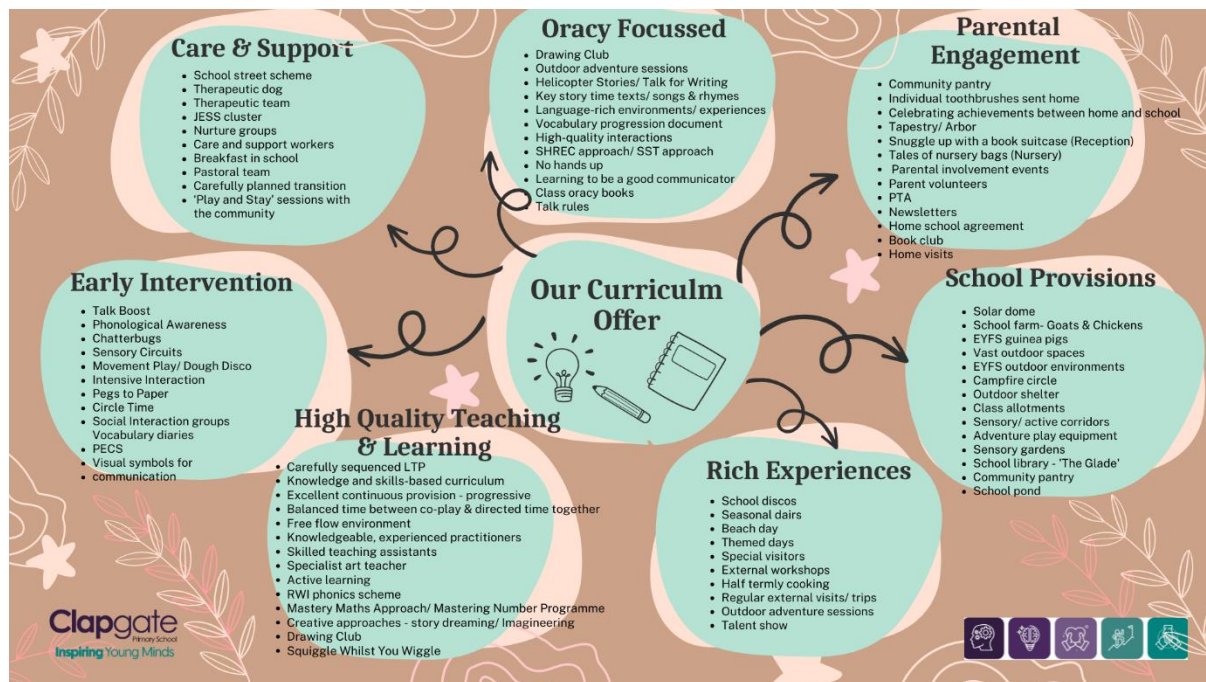 Care & Support
• School street scheme
• Therapeutic dog
• Therapeutic team
• JESS cluster
• Nurture groups
• Care and support workers
• Breakfast in school
• Pastoral team
• Carefully planned transition
• 'Play and Stay' sessions with
the community
Oracy Focussed
• Drawing Club
• Outdoor adventure sessions
• Helicopter Stories/ Talk for Writing
• Key story time texts/ songs & rhymes
• Language-rich environments/ experiences
• Vocabulary progression document
• High-quality interactions
• SHREC approach/ SST approach
• No hands up
• Learning to be a good communicator
• Class oracy books
• Talk rules
Parental
Engagement
• Community pantry
• Individual toothbrushes sent home
• Celebrating achievements between home and school
• Tapestry/ Arbor
• Snuggle up with a book suitcase (Reception)
• Tales of nursery bags (Nursery)
• Parental involvement events
• Parent volunteers
• PTA
• Newsletters
• Home school agreement
• Book club
• Home visits
Early Intervention
• Talk Boost
• Phonological Awareness
• Chatterbugs
• Sensory Circuits
• Movement Play/ Dough Disco
• Intensive Interaction
• Pegs to Paper
• Circle Time
• Social Interaction groups
Vocabulary diaries
• PECS
• Visual symbols for
• communication
Our Curriculm
Offer
School Provisions
• Solar dome
• School farm- Goats & Chickens
• EYFS guinea pigs
• Vast outdoor spaces
• EYFS outdoor environments
• Campfire circle
• Outdoor shelter
• Class allotments
• Sensory/ active corridors
• Adventure play equipment
• Sensory gardens
• School library - 'The Glade'
• Community pantry
• School pond
High Quality Teaching
& Learning
• Carefully sequenced LTP
• Knowledge and skills-based curriculum
• Excellent continuous provision - progressive
• Balanced time between co-play & directed time together
• Free flow environment
• Knowledgeable, experienced practitioners
• Skilled teaching assistants
• Specialist art teacher
• Active learning
• RWI phonics scheme
• Mastery Maths Approach/ Mastering Number Programme
• Creative approaches - story dreaming/ Imagineering
• Drawing Club
• Squiggle Whilst You Wiggle
Rich Experiences
• School discos
• Seasonal dairs
• Beach day
• Themed days
• Special visitors
• External workshops
• Half termly cooking
• Regular external visits/ trips
• Outdoor adventure sessions
• Talent show
Clapgate
Primary School
Inspiring Young Minds